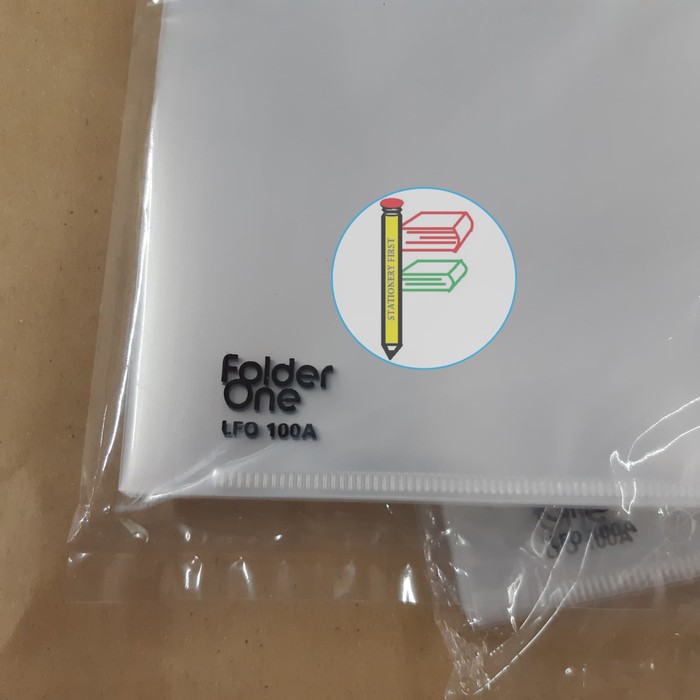 STATIONERY FIRST
Folder
One
LFO 100A